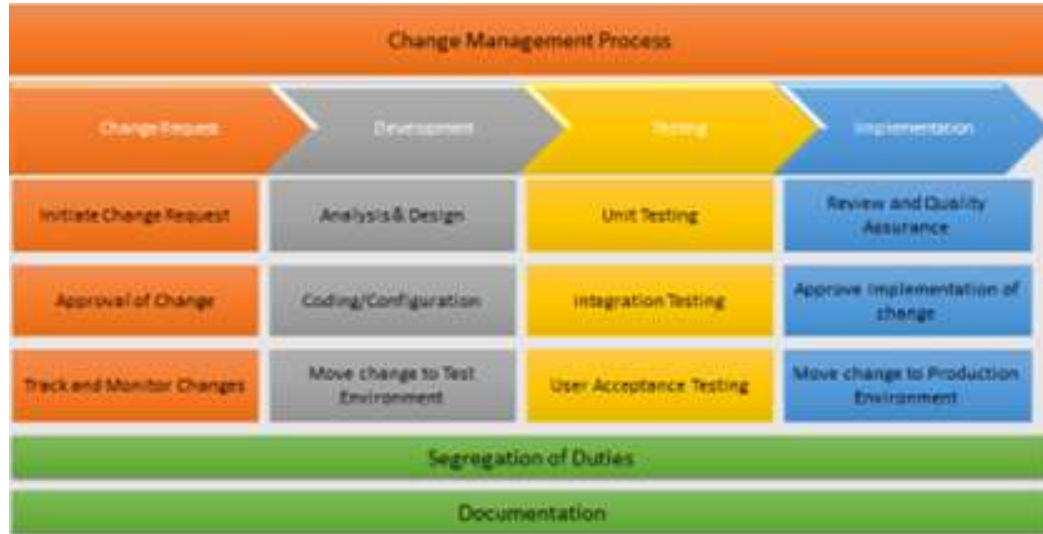 Change Management Process
Change Request
Development
Testing
Implementation
Initiate Change Request
Analysis & Design
Unit Testing
Review and Quality
Assurance
Approval of Change
Coding/Configuration
Integration Testing
Approve Implementation of
change
Track and Monitor Changes
Move change to Test
Environment
User Acceptance Testing
Move change to Production
Environment
Segregation of Duties
Documentation